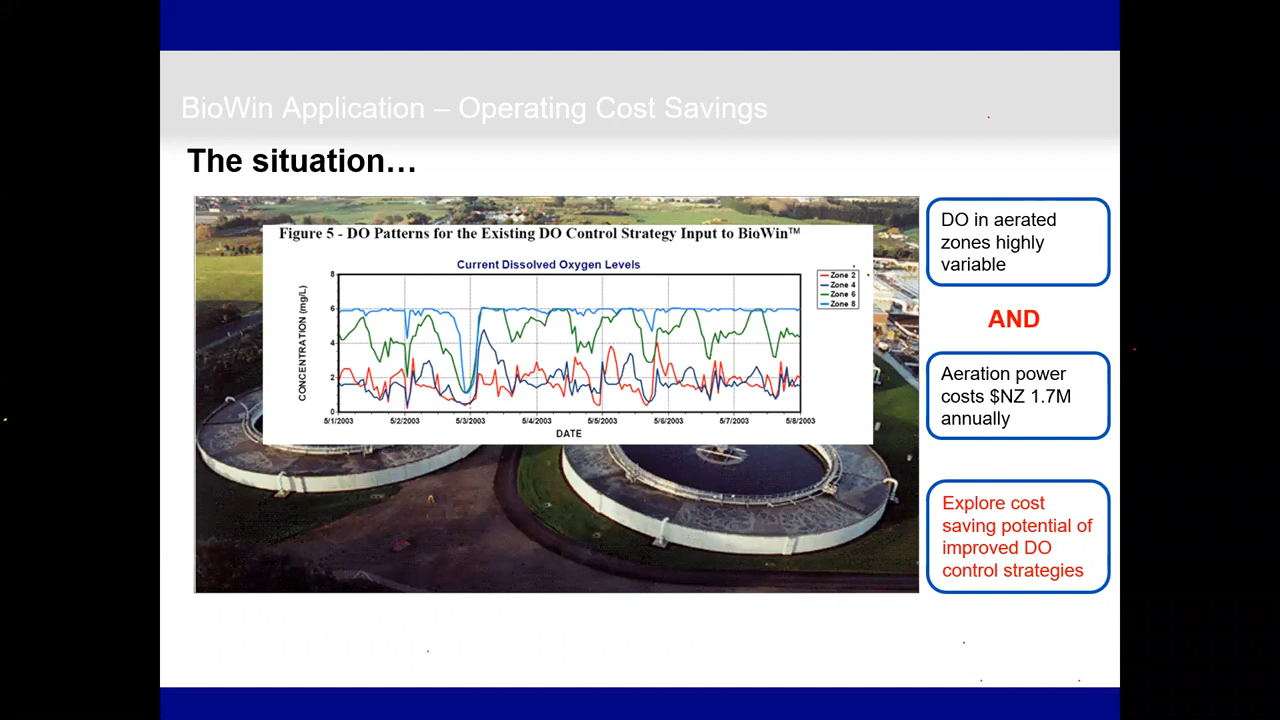 BioWin Application – Operating Cost Savings
The situation…
Figure 5 - DO Patterns for the Existing DO Control Strategy Input to BioWin™
Current Dissolved Oxygen Levels
CONCENTRATION (mg/L)
8
6
4
2
0
5/1/2003 5/2/2003 5/3/2003 5/4/2003 5/5/2003 5/6/2003 5/7/2003 5/8/2003
DATE
Zone 2
Zone 4
Zone 6
Zone 8
DO in aerated
zones highly
variable
AND
Aeration power
costs $NZ 1.7M
annually
Explore cost
saving potential of
improved DO
control strategies